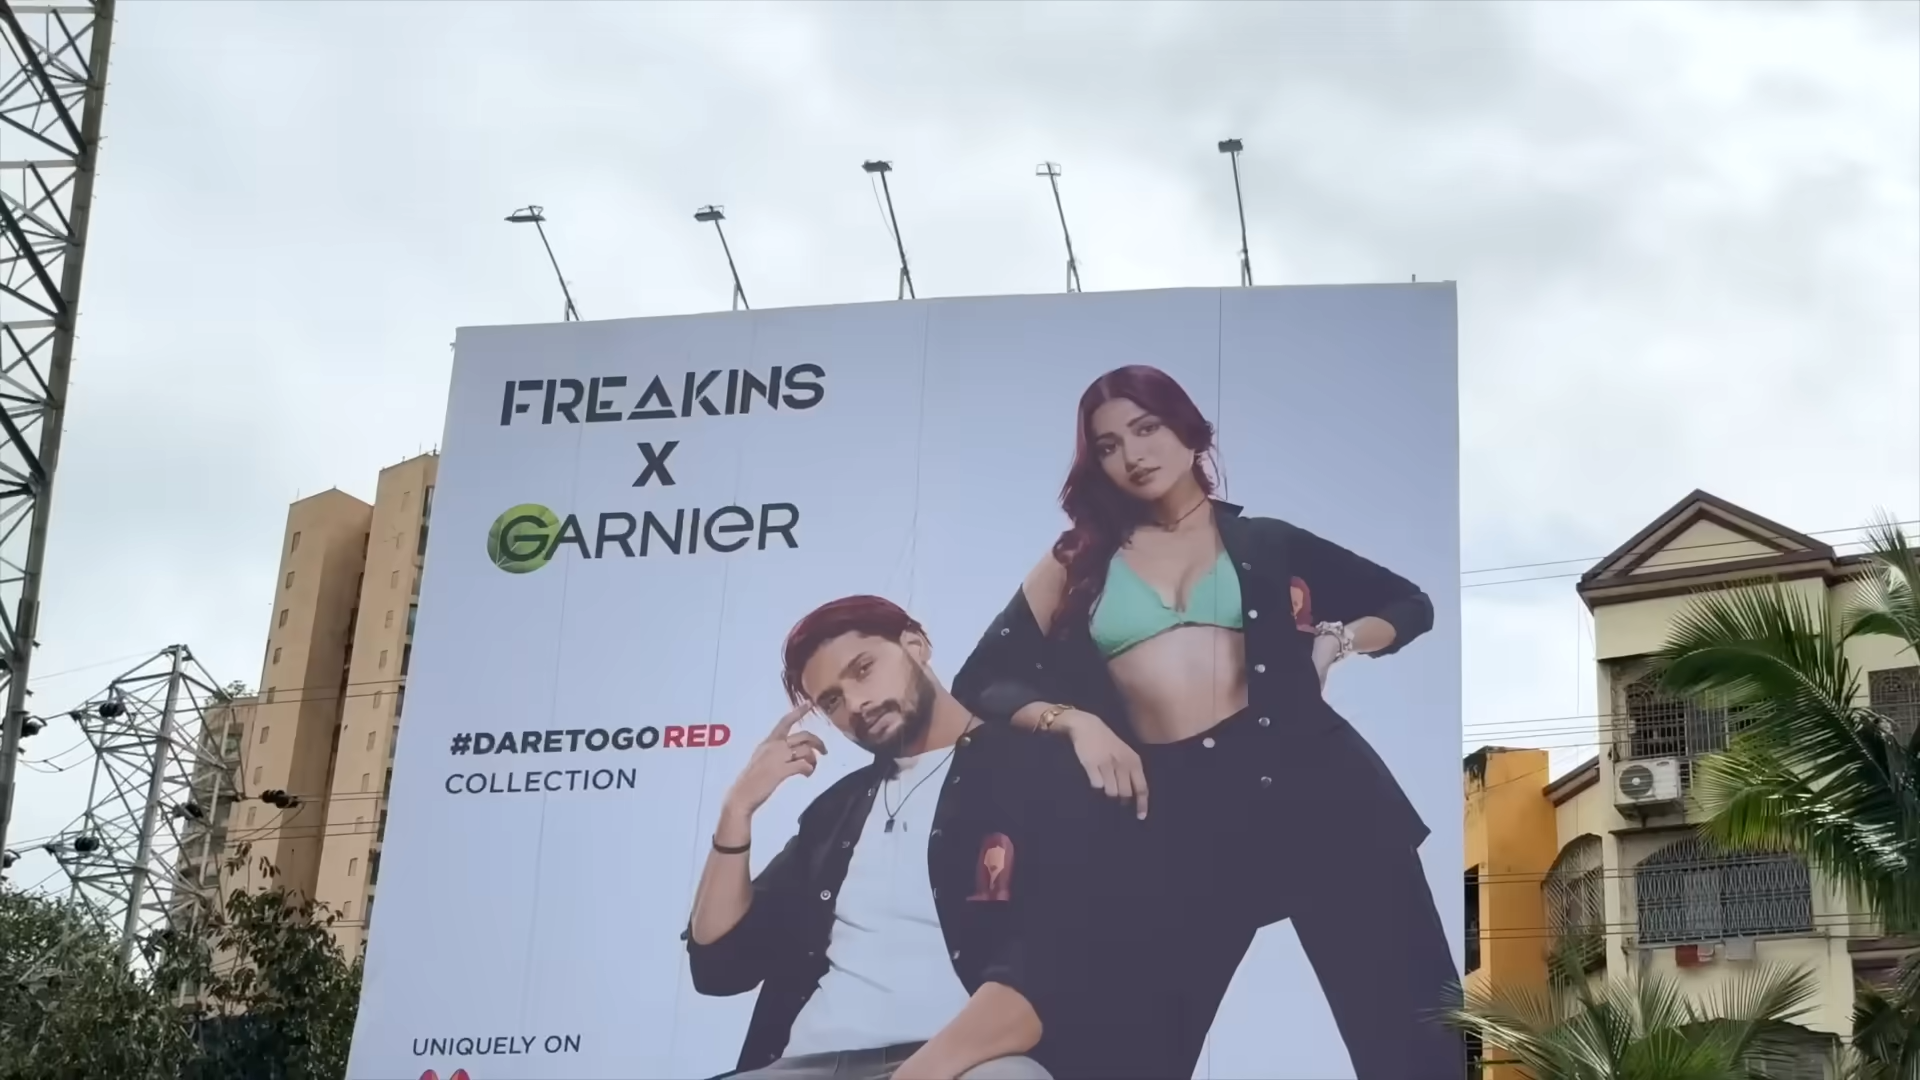 FREAKINS
X
GARNIER
#DARETOGORED
COLLECTION
UNIQUELY ON